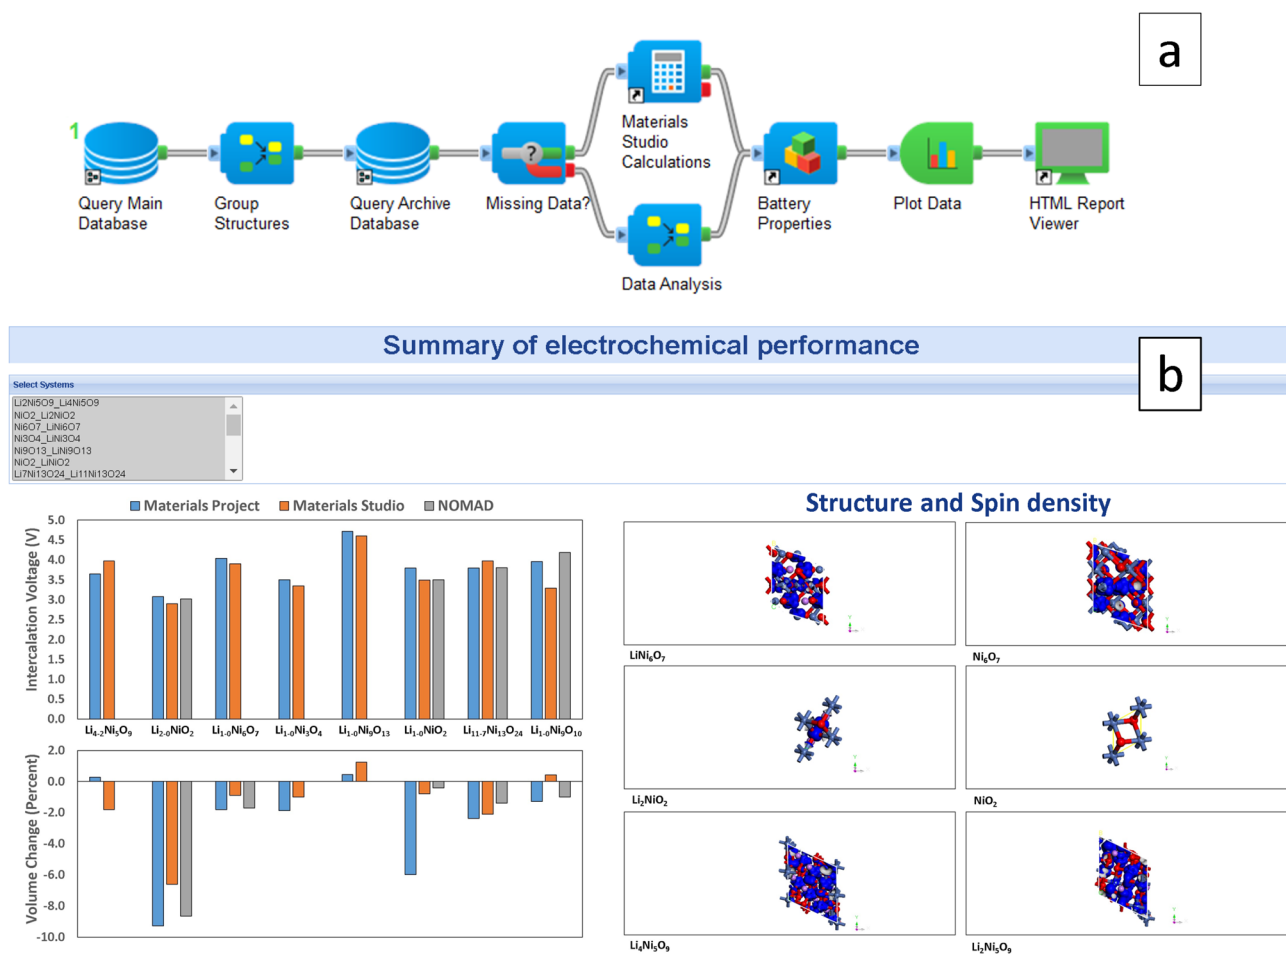 a
1
Query Main
Database
Group
Structures
Query Archive
Database
Missing Data?
?
Materials
Studio
Calculations
Data Analysis
Battery
Properties
Plot Data
HTML Report
Viewer
Summary of electrochemical performance
b
Select Systems
Li2Ni5O9_Li4Ni5O9
NiO2_Li2NiO2
Ni6O7_LiNi6O7
Ni3O4_LiNi3O4
Ni9O13_LiNi9O13
NiO2_LiNiO2
Li7Ni13O24_Li11Ni13O24
Materials Project Materials Studio NOMAD
Intercalation Voltage (V)
5.0
4.5
4.0
3.5
3.0
2.5
2.0
1.5
1.0
0.5
0.0
Li₄₋₂Ni₅O₉ Li₂₋₀NiO₂ Li₁₋₀Ni₆O₇ Li₁₋₀Ni₃O₄ Li₁₋₀Ni₉O₁₃ Li₁₋₀NiO₂ Li₁₁₋₇Ni₁₃O₂₄ Li₁₋₀Ni₉O₁₀
Volume Change (Percent)
2.0
0.0
-2.0
-4.0
-6.0
-8.0
-10.0
Structure and Spin density
LiNi₆O₇
Ni₆O₇
Li₂NiO₂
NiO₂
Li₄Ni₅O₉
Li₂Ni₅O₉